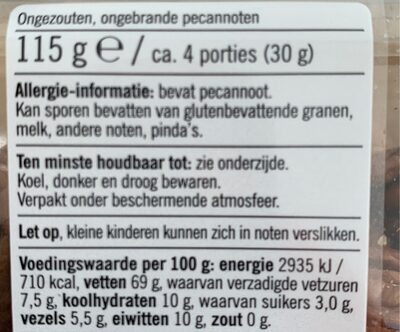 Ongezouten, ongebrande pecannoten
115 g ℮ / ca. 4 porties (30 g)
Allergie-informatie: bevat pecannoot.
Kan sporen bevatten van glutenbevattende granen,
melk, andere noten, pinda's.
Ten minste houdbaar tot: zie onderzijde.
Koel, donker en droog bewaren.
Verpakt onder beschermende atmosfeer.
Let op, kleine kinderen kunnen zich in noten verslikken.
Voedingswaarde per 100 g: energie 2935 kJ /
710 kcal, vetten 69 g, waarvan verzadigde vetzuren
7,5 g, koolhydraten 10 g, waarvan suikers 3,0 g,
vezels 5,5 g, eiwitten 10 g, zout 0 g.